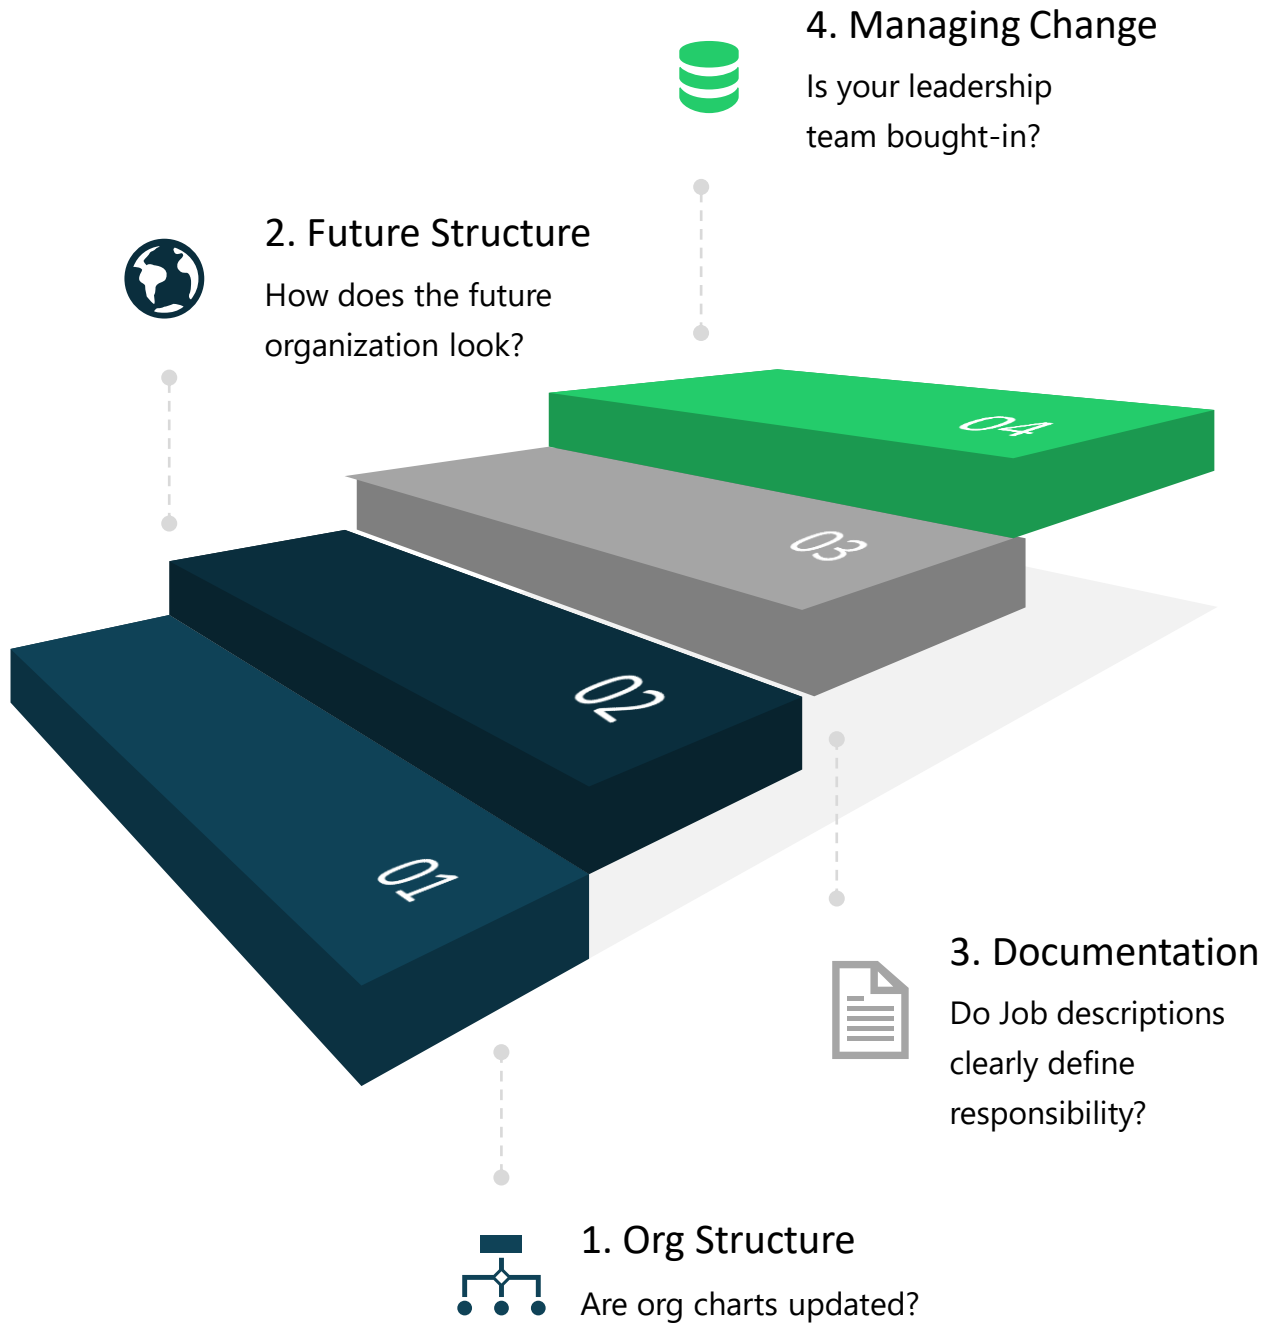 4. Managing Change
Is your leadership
team bought-in?
2. Future Structure
How does the future
organization look?
04
03
02
01
3. Documentation
Do Job descriptions
clearly define
responsibility?
1. Org Structure
Are org charts updated?